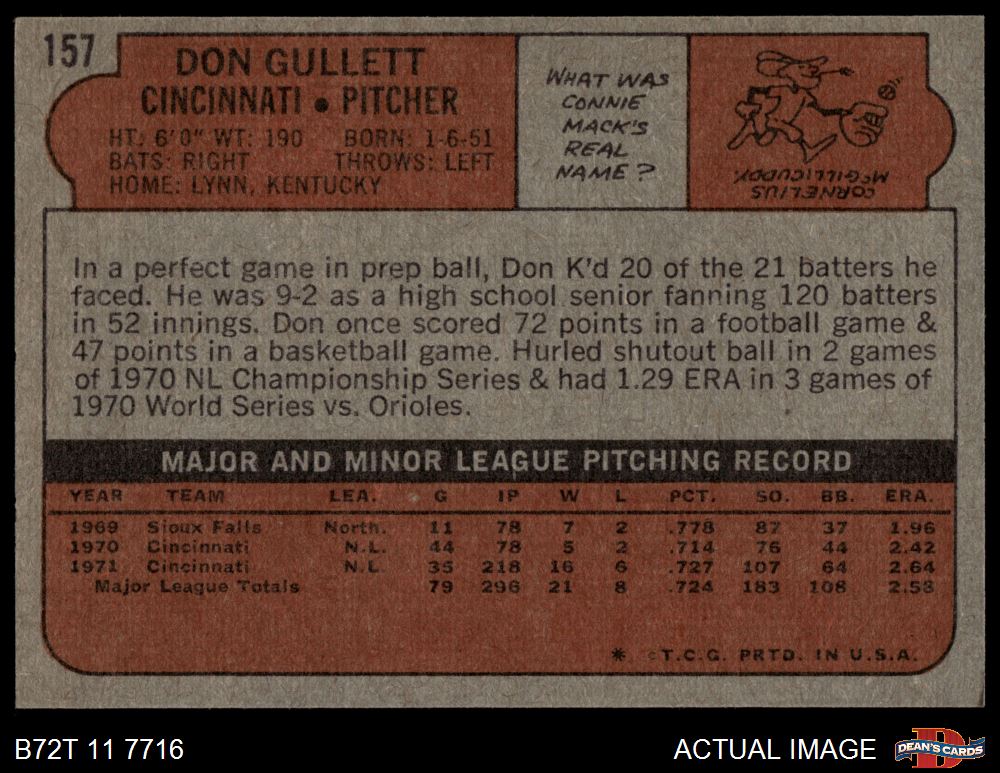 157
DON GULLETT
CINCINNATI • PITCHER
HT: 6'0" WT: 190 BORN: 1-6-51
BATS: RIGHT THROWS: LEFT
HOME: LYNN, KENTUCKY
WHAT WAS
CONNIE
MACK'S
REAL
NAME?
CORNELIUS
McGILLICUDDY.
In a perfect game in prep ball, Don K'd 20 of the 21 batters he
faced. He was 9-2 as a high school senior fanning 120 batters
in 52 innings. Don once scored 72 points in a football game &
47 points in a basketball game. Hurled shutout ball in 2 games
of 1970 NL Championship Series & had 1.29 ERA in 3 games of
1970 World Series vs. Orioles.
MAJOR AND MINOR LEAGUE PITCHING RECORD
YEAR TEAM LEA. G IP W L PCT. SO. BB. ERA.
1969 Sioux Falls North. 11 78 7 2 .778 87 37 1.96
1970 Cincinnati N.L. 44 78 5 2 .714 76 44 2.42
1971 Cincinnati N.L. 35 218 16 6 .727 107 64 2.64
Major League Totals 79 296 21 8 .724 183 108 2.58
* ©T.C.G. PRTD. IN U.S.A.
B72T 11 7716
ACTUAL IMAGE
D
DEAN'S CARDS